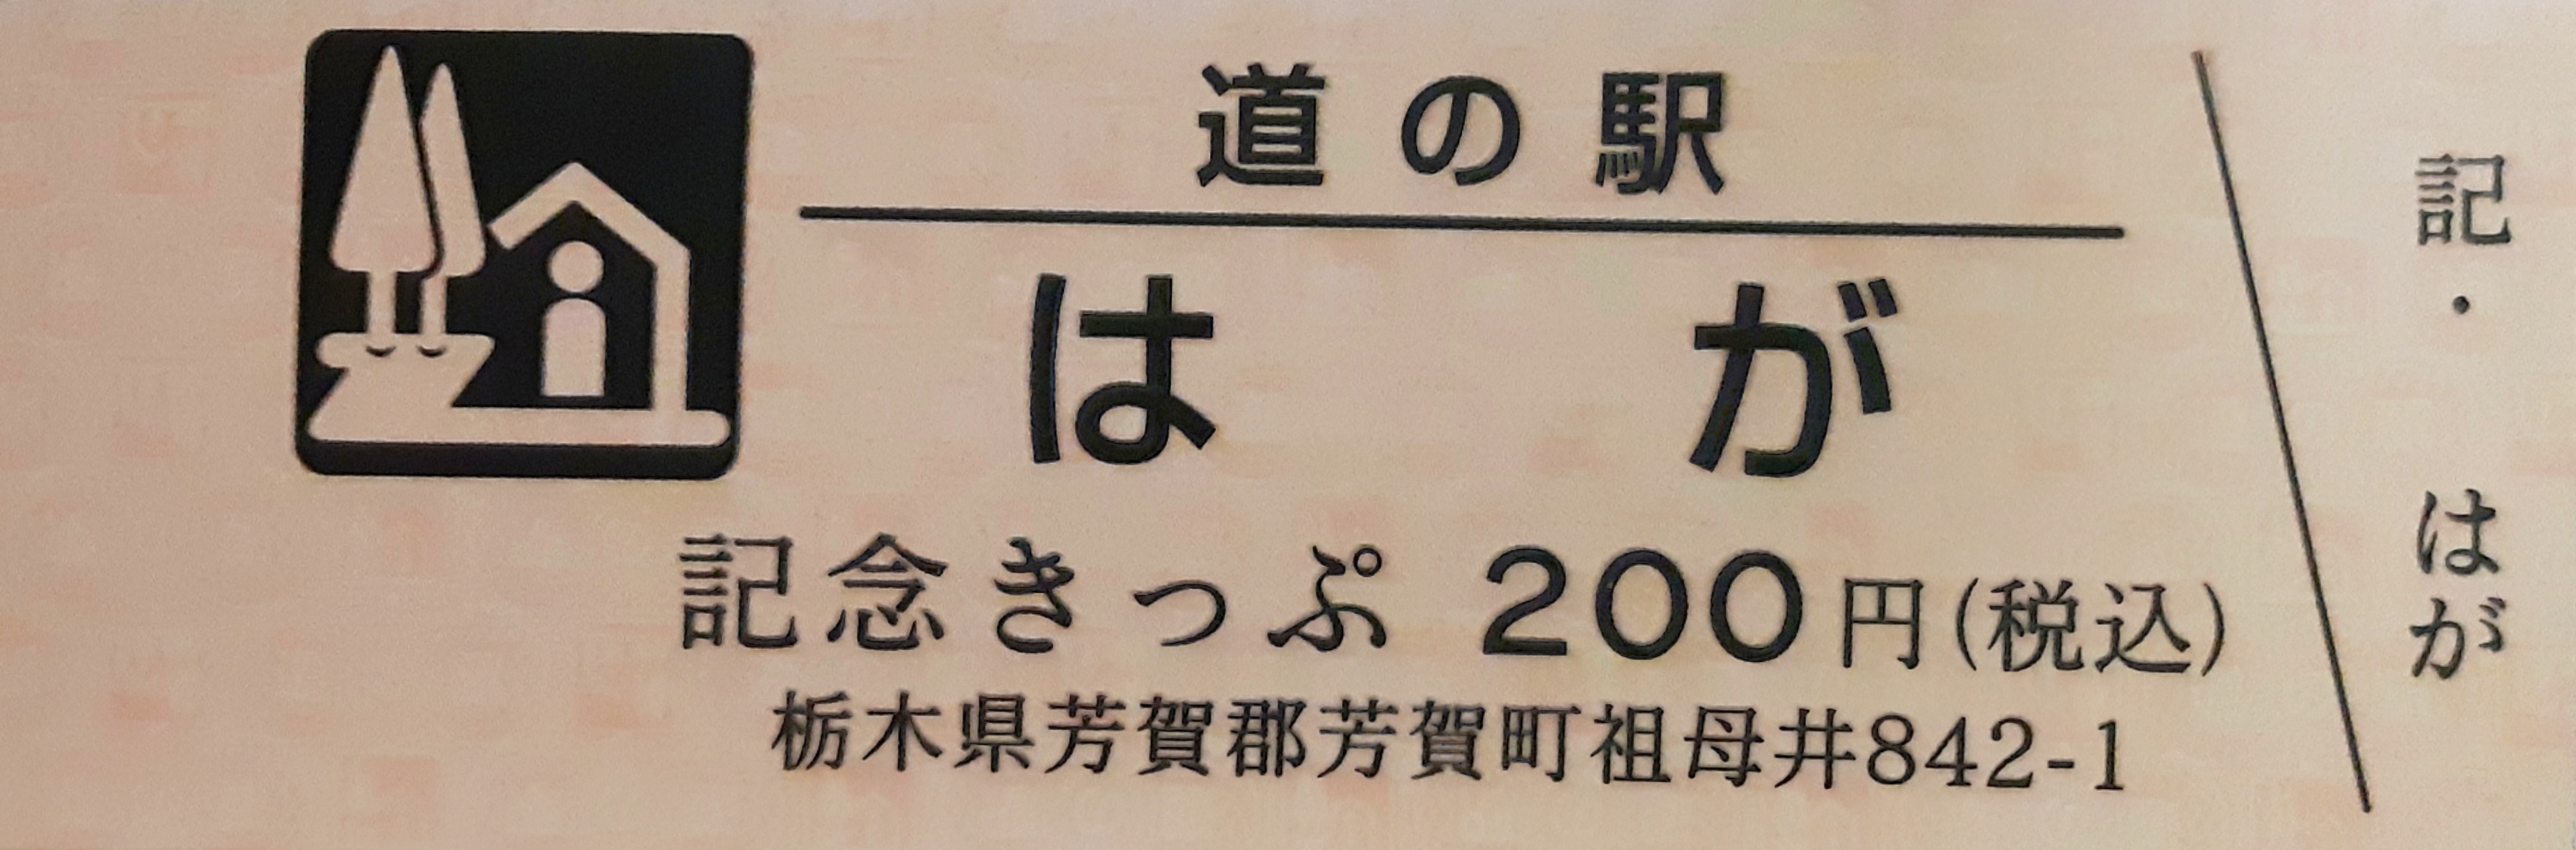 道の駅
はが
記念きっぷ 200円(税込)
栃木県芳賀郡芳賀町祖母井842-1
記・はが